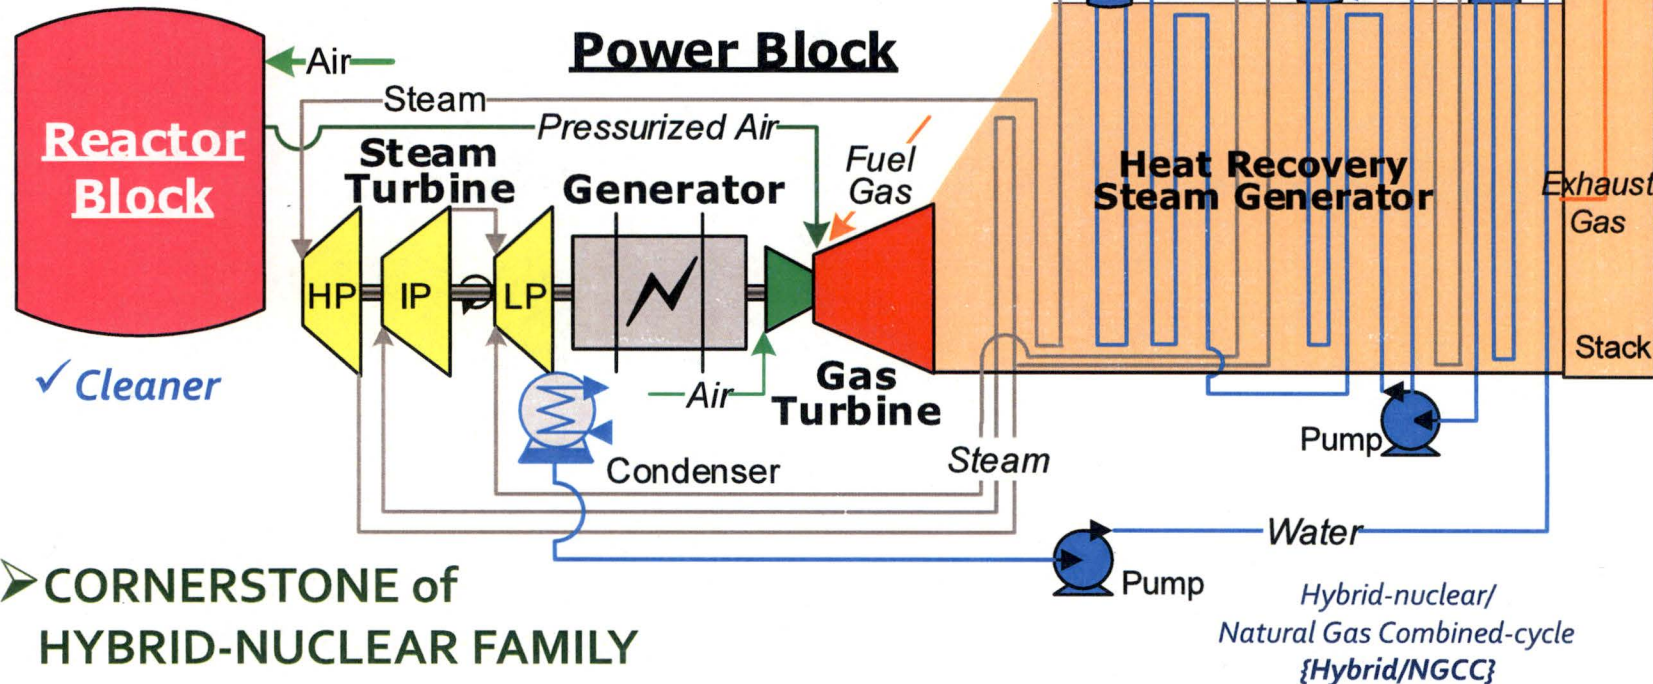 Power Block
Air
Steam
Pressurized Air
Reactor
Block
Steam
Turbine
Generator
Fuel
Gas
Heat Recovery
Steam Generator
Exhaust
Gas
HP
IP
LP
Stack
✓ Cleaner
Air
Gas
Turbine
Pump
Condenser
Steam
Water
Pump
➢CORNERSTONE of
HYBRID-NUCLEAR FAMILY
Hybrid-nuclear/
Natural Gas Combined-cycle
{Hybrid/NGCC}